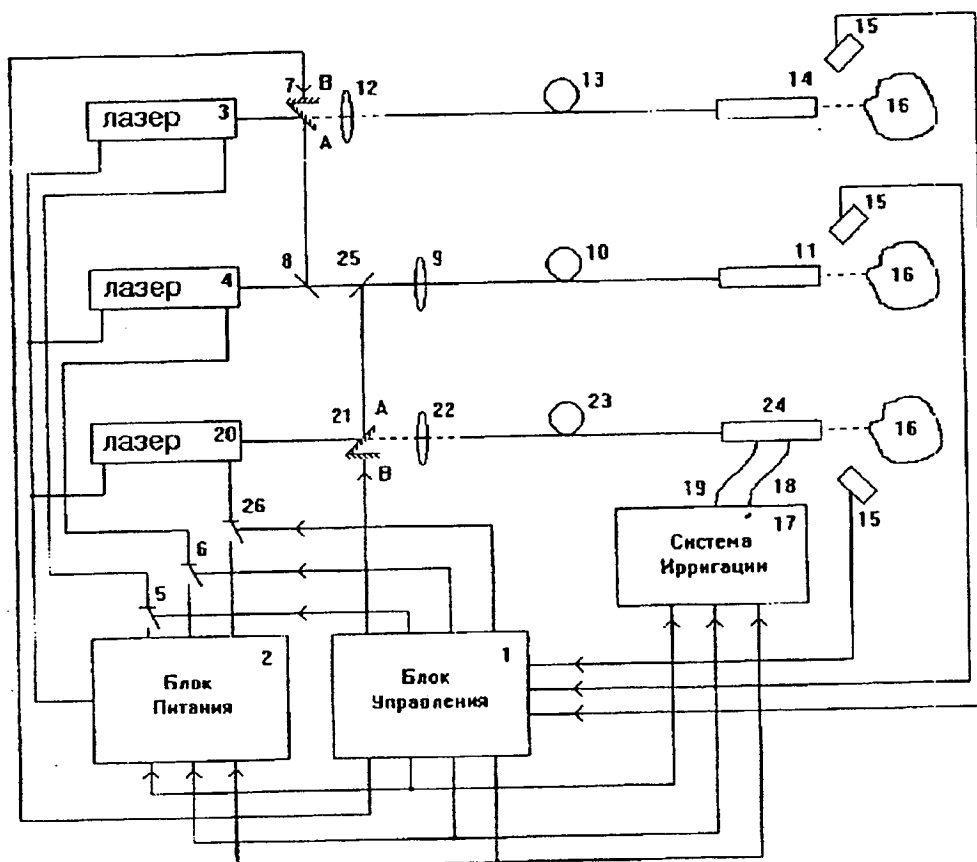 15
7 B 12 13 14
лазер 3
A
16
15
8 25 9 10 11
лазер 4
16
21 A 22 23 24
лазер 20
B
16
26
19 18
15
6
17
Система
Ирригации
5
2
Блок
Питания
1
Блок
Управления